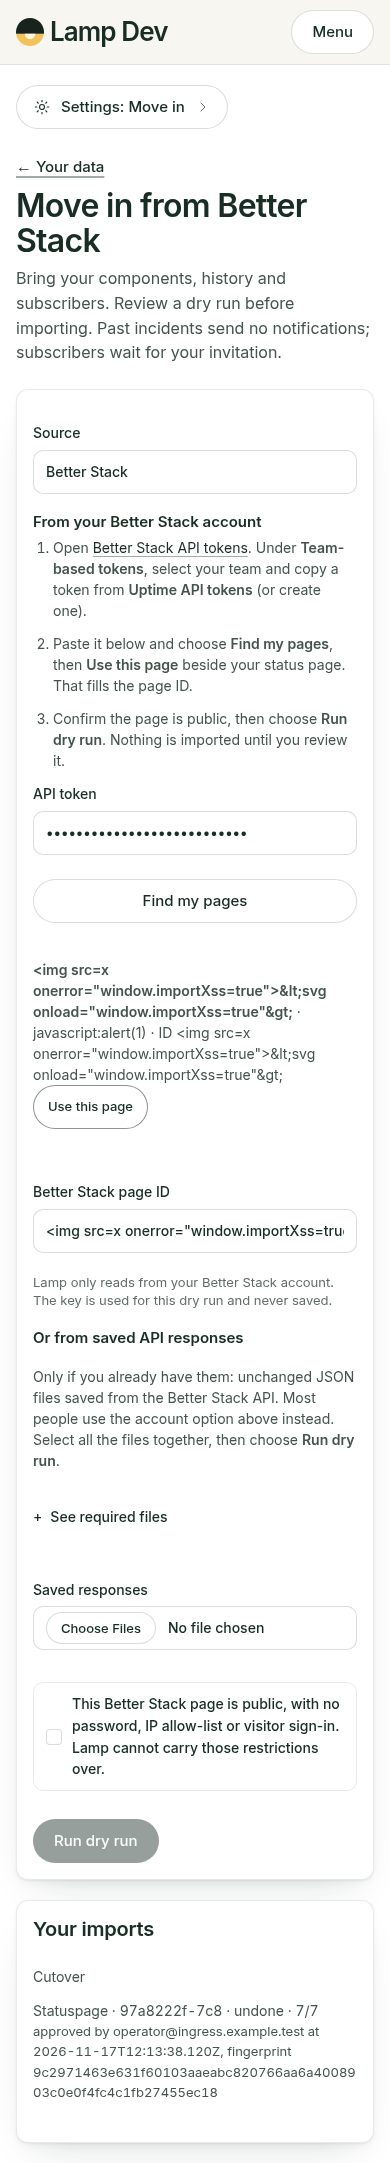 Lamp Dev
Menu
Settings: Move in
← Your data
Move in from Better
Stack
Bring your components, history and
subscribers. Review a dry run before
importing. Past incidents send no notifications;
subscribers wait for your invitation.
Source
Better Stack
From your Better Stack account
1. Open Better Stack API tokens. Under Team-
based tokens, select your team and copy a
token from Uptime API tokens (or create
one).
2. Paste it below and choose Find my pages,
then Use this page beside your status page.
That fills the page ID.
3. Confirm the page is public, then choose Run
dry run. Nothing is imported until you review
it.
API token
•••••••••••••••••••••••••••
Find my pages
<img src=x
onerror="window.importXss=true">&lt;svg
onload="window.importXss=true"&gt; ·
javascript:alert(1) · ID <img src=x
onerror="window.importXss=true">&lt;svg
onload="window.importXss=true"&gt;
Use this page
Better Stack page ID
<img src=x onerror="window.importXss=true
Lamp only reads from your Better Stack account.
The key is used for this dry run and never saved.
Or from saved API responses
Only if you already have them: unchanged JSON
files saved from the Better Stack API. Most
people use the account option above instead.
Select all the files together, then choose Run dry
run.
+ See required files
Saved responses
Choose Files No file chosen
This Better Stack page is public, with no
password, IP allow-list or visitor sign-in.
Lamp cannot carry those restrictions
over.
Run dry run
Your imports
Cutover
Statuspage · 97a8222f-7c8 · undone · 7/7
approved by operator@ingress.example.test at
2026-11-17T12:13:38.120Z, fingerprint
9c2971463e631f60103aaeabc820766aa6a40089
03c0e0f4fc4c1fb27455ec18